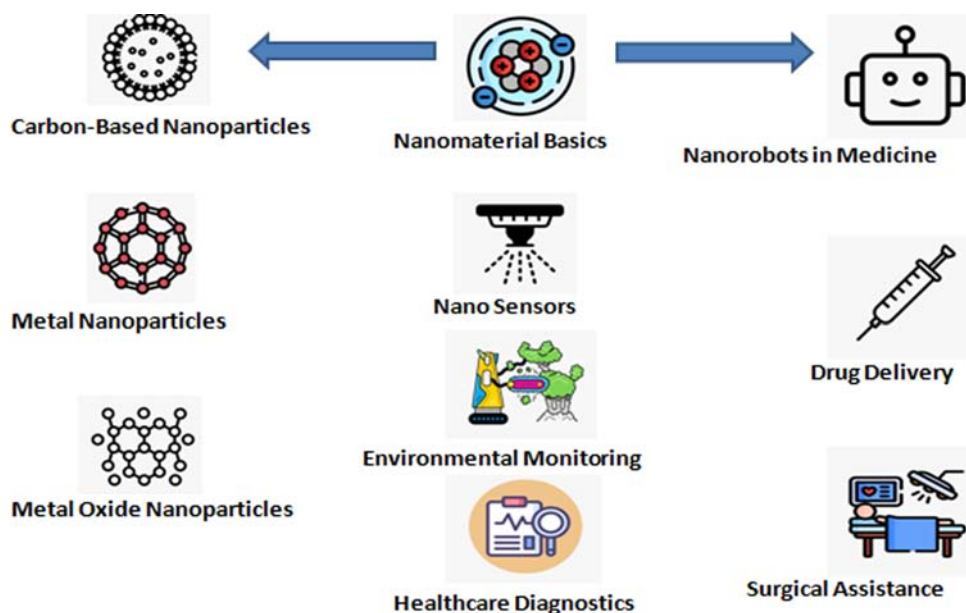 Carbon-Based Nanoparticles
Nanomaterial Basics
Nanorobots in Medicine
Metal Nanoparticles
Nano Sensors
Drug Delivery
Environmental Monitoring
Metal Oxide Nanoparticles
Healthcare Diagnostics
Surgical Assistance